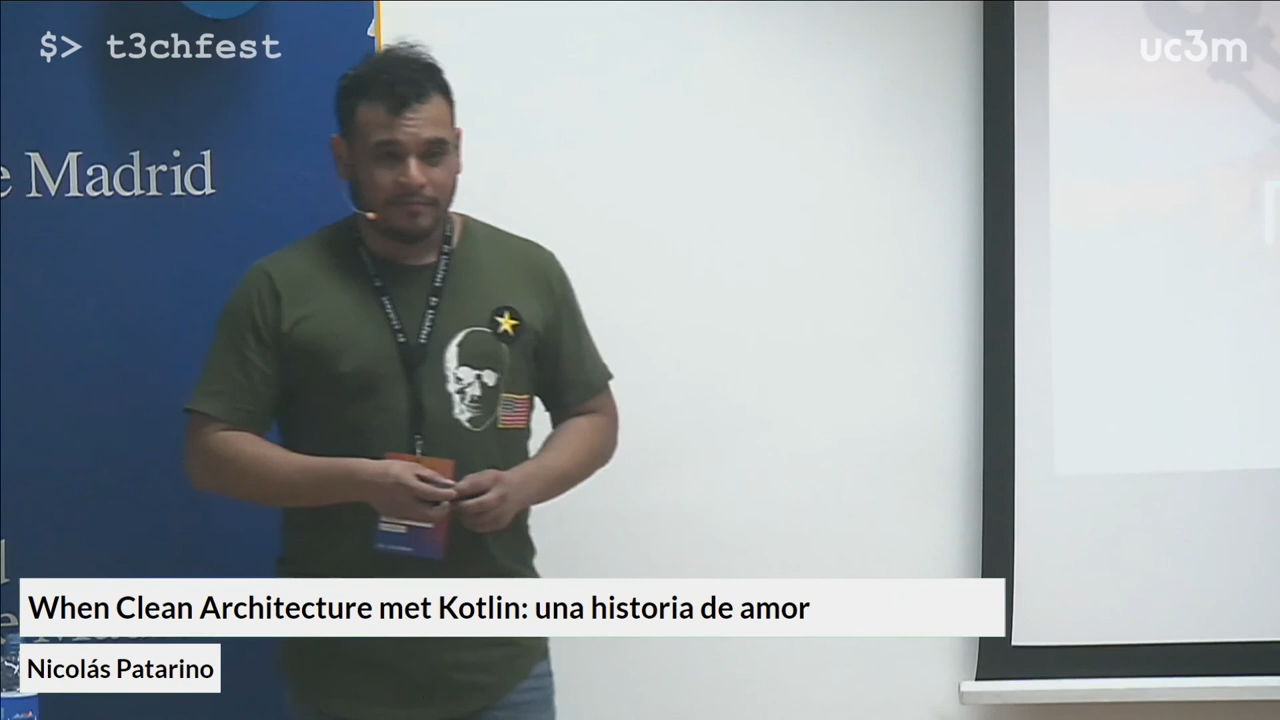 $> t3chfest
uc3m
e Madrid
When Clean Architecture met Kotlin: una historia de amor
Nicolás Patarino